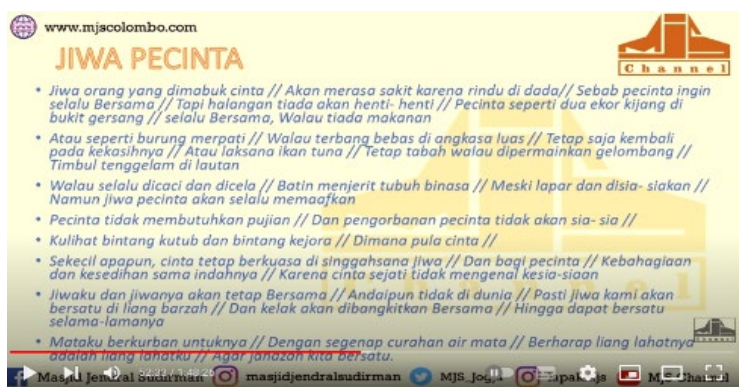 www.mjscolombo.com
Channel
JIWA PECINTA
• Jiwa orang yang dimabuk cinta // Akan merasa sakit karena rindu di dada// Sebab pecinta ingin
selalu Bersama // Tapi halangan tiada akan henti- henti // Pecinta seperti dua ekor kijang di
bukit gersang // selalu Bersama, Walau tiada makanan
• Atau seperti burung merpati // Walau terbang bebas di angkasa luas // Tetap saja kembali
pada kekasihnya // Atau laksana ikan tuna // Tetap tabah walau dipermainkan gelombang //
Timbul tenggelam di lautan
• Walau selalu dicaci dan dicela // Batin menjerit tubuh binasa // Meski lapar dan disia- siakan //
Namun jiwa pecinta akan selalu memaafkan
• Pecinta tidak membutuhkan pujian // Dan pengorbanan pecinta tidak akan sia- sia //
• Kulihat bintang kutub dan bintang kejora // Dimana pula cinta //
• Sekecil apapun, cinta tetap berkuasa di singgahsana jiwa // Dan bagi pecinta // Kebahagiaan
dan kesedihan sama indahnya // Karena cinta sejati tidak mengenal kesia-siaan
• Jiwaku dan jiwanya akan tetap Bersama // Andaipun tidak di dunia // Pasti jiwa kami akan
bersatu di liang barzah // Dan kelak akan dibangkitkan Bersama // Hingga dapat bersatu
selama-lamanya
• Mataku berkurban untuknya // Dengan segenap curahan air mata // Berharap liang lahatnya
adalah liang lahatku // Agar janazah kita bersatu.
Masjid Jendral Sudirman masjidjendralsudirman MJS_Jogja MJS Channel